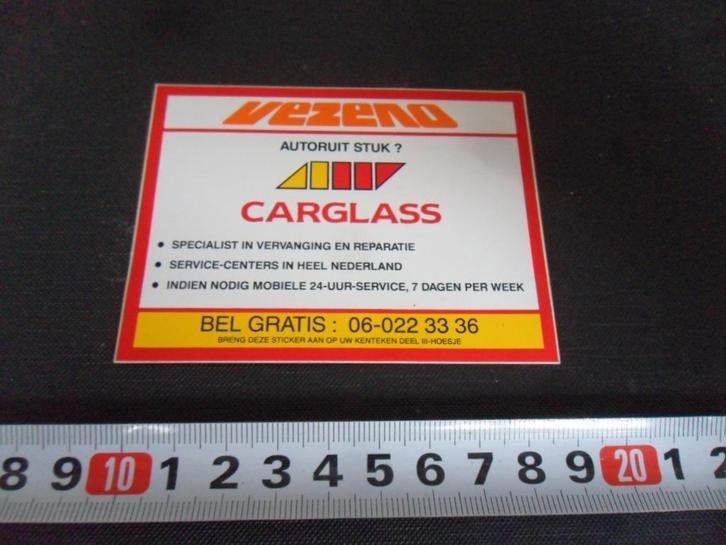 VEZENO
AUTORUIT STUK ?
CARGLASS
• SPECIALIST IN VERVANGING EN REPARATIE
• SERVICE-CENTERS IN HEEL NEDERLAND
• INDIEN NODIG MOBIELE 24-UUR-SERVICE, 7 DAGEN PER WEEK
BEL GRATIS : 06-022 33 36
BRENG DEZE STICKER AAN OP UW KENTEKEN DEEL III-HOESJE
8 9 10 1 2 3 4 5 6 7 8 9 20 1 2